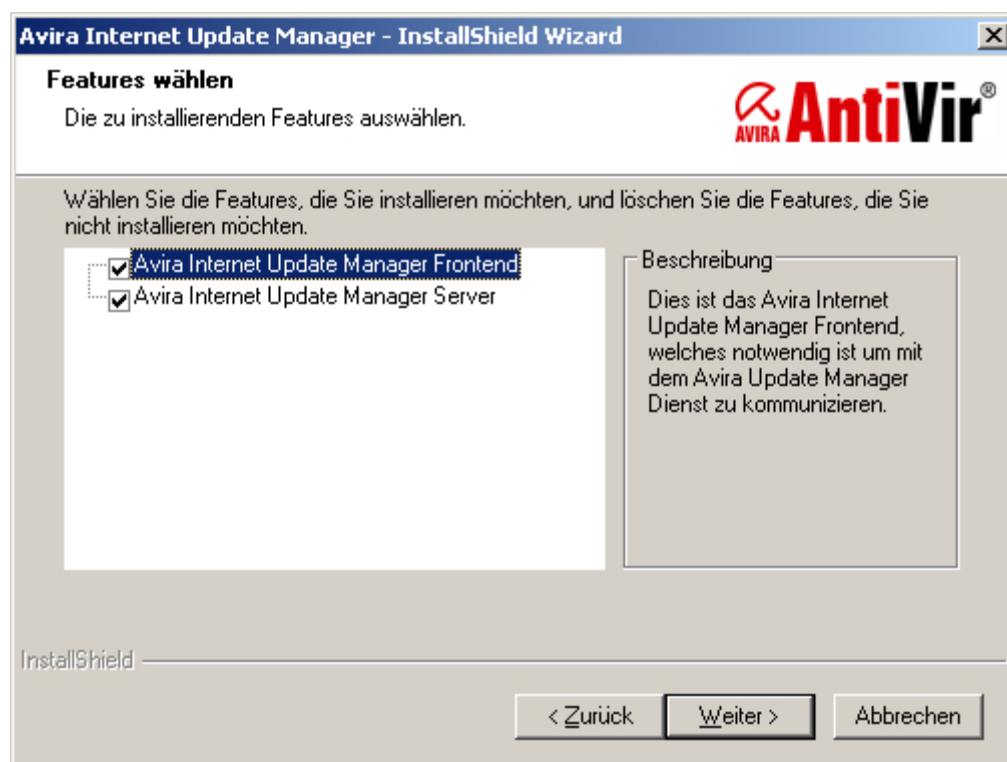 Avira Internet Update Manager - InstallShield Wizard
Features wählen
Die zu installierenden Features auswählen.
AVIRA AntiVir®
Wählen Sie die Features, die Sie installieren möchten, und löschen Sie die Features, die Sie
nicht installieren möchten.
Avira Internet Update Manager Frontend
Avira Internet Update Manager Server
Beschreibung
Dies ist das Avira Internet
Update Manager Frontend,
welches notwendig ist um mit
dem Avira Update Manager
Dienst zu kommunizieren.
InstallShield
< Zurück
Weiter >
Abbrechen